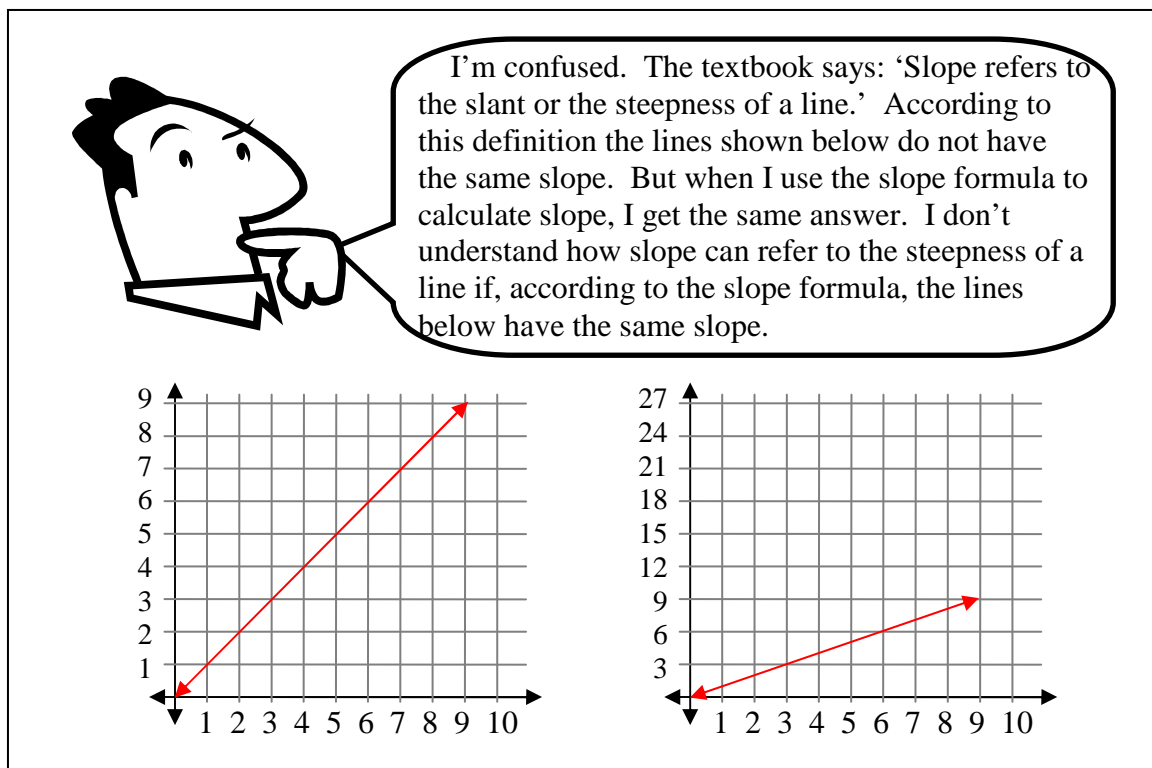 I’m confused.  The textbook says: ‘Slope refers to
the slant or the steepness of a line.’  According to
this definition the lines shown below do not have
the same slope.  But when I use the slope formula to
calculate slope, I get the same answer.  I don’t
understand how slope can refer to the steepness of a
line if, according to the slope formula, the lines
below have the same slope.
9
8
7
6
5
4
3
2
1
1 2 3 4 5 6 7 8 9 10
27
24
21
18
15
12
9
6
3
1 2 3 4 5 6 7 8 9 10